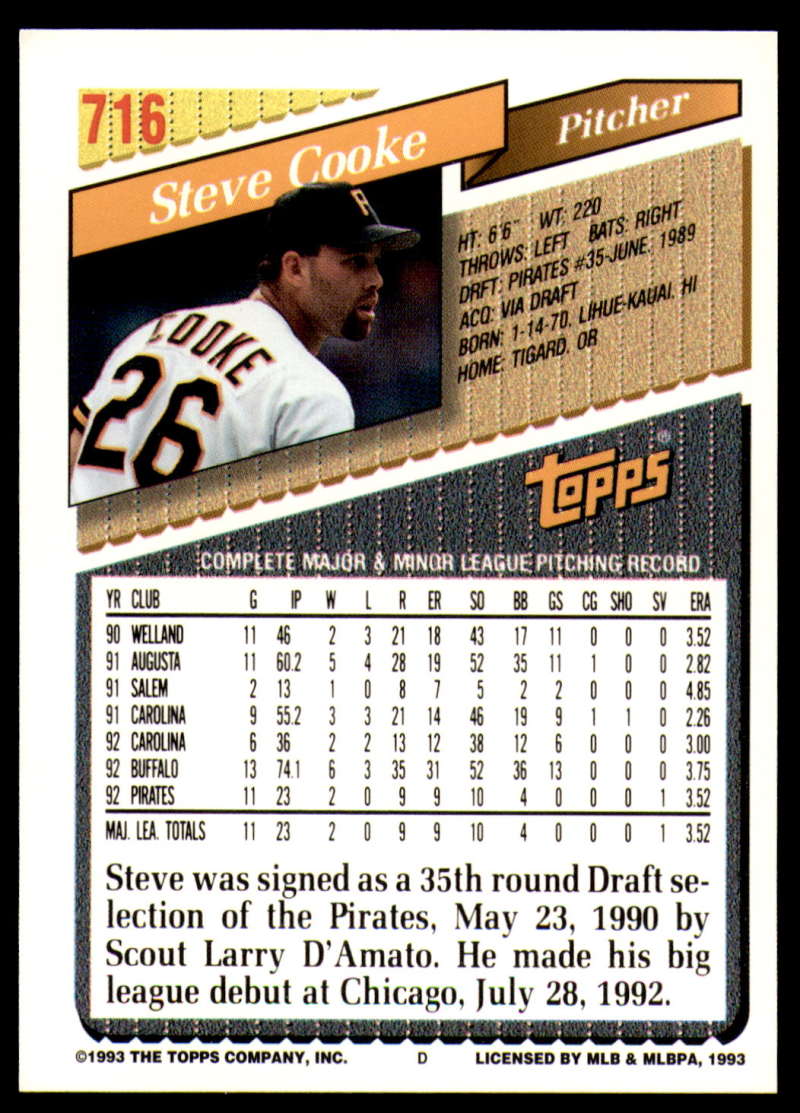 716
Pitcher
Steve Cooke
HT: 6'6" WT: 220
THROWS: LEFT BATS: RIGHT
DRFT: PIRATES #35-JUNE, 1989
ACQ: VIA DRAFT
BORN: 1-14-70, LIHUE-KAUAI, HI
HOME: TIGARD, OR
P
COOKE
26
TOPPS®
COMPLETE MAJOR & MINOR LEAGUE PITCHING RECORD
YR CLUB G IP W L R ER SO BB GS CG SHO SV ERA
90 WELLAND 11 46 2 3 21 18 43 17 11 0 0 0 3.52
91 AUGUSTA 11 60.2 5 4 28 19 52 35 11 1 0 0 2.82
91 SALEM 2 13 1 0 8 7 5 2 2 0 0 0 4.85
91 CAROLINA 9 55.2 3 3 21 14 46 19 9 1 1 0 2.26
92 CAROLINA 6 36 2 2 13 12 38 12 6 0 0 0 3.00
92 BUFFALO 13 74.1 6 3 35 31 52 36 13 0 0 0 3.75
92 PIRATES 11 23 2 0 9 9 10 4 0 0 0 1 3.52
MAJ. LEA. TOTALS 11 23 2 0 9 9 10 4 0 0 0 1 3.52
Steve was signed as a 35th round Draft se-
lection of the Pirates, May 23, 1990 by
Scout Larry D'Amato. He made his big
league debut at Chicago, July 28, 1992.
©1993 THE TOPPS COMPANY, INC. D LICENSED BY MLB & MLBPA, 1993